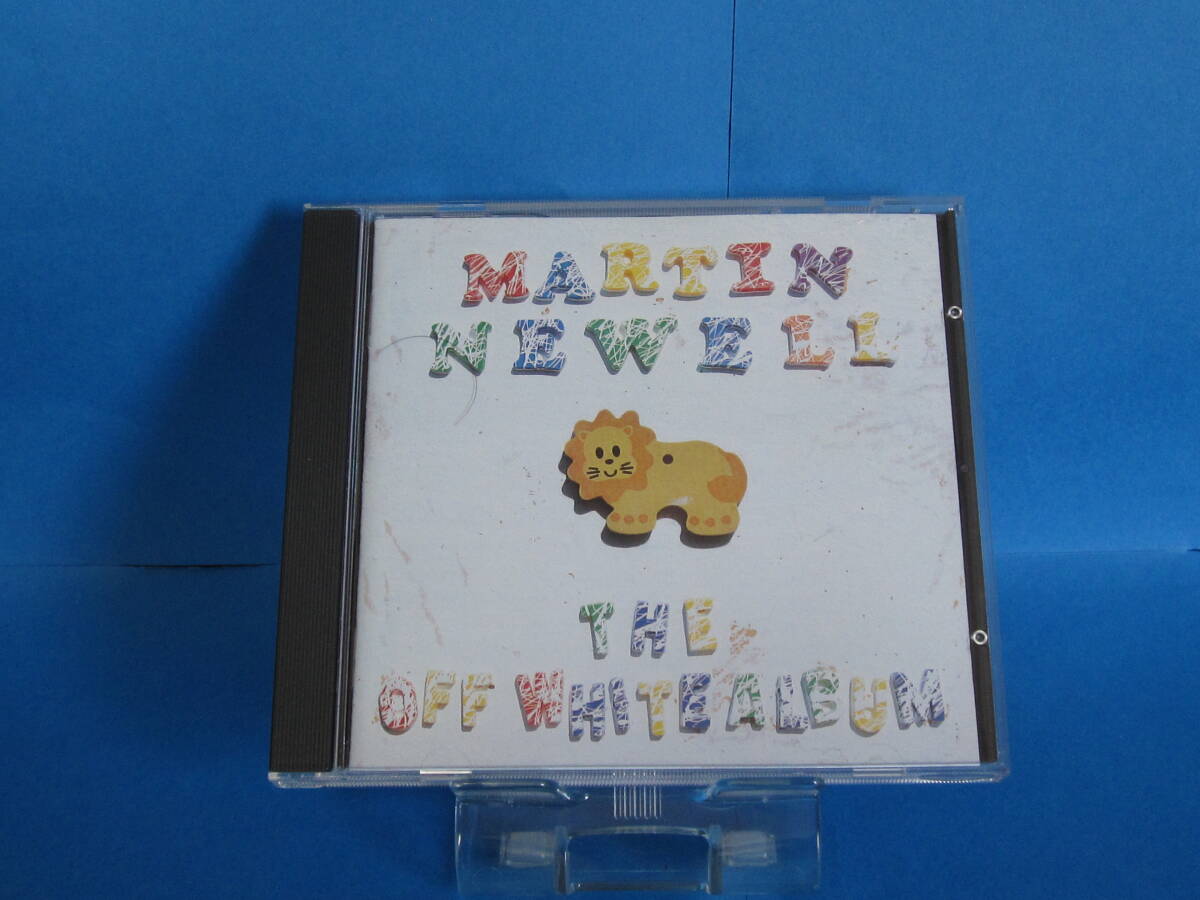 MARTIN
NEWELL
THE
OFF WHITE ALBUM